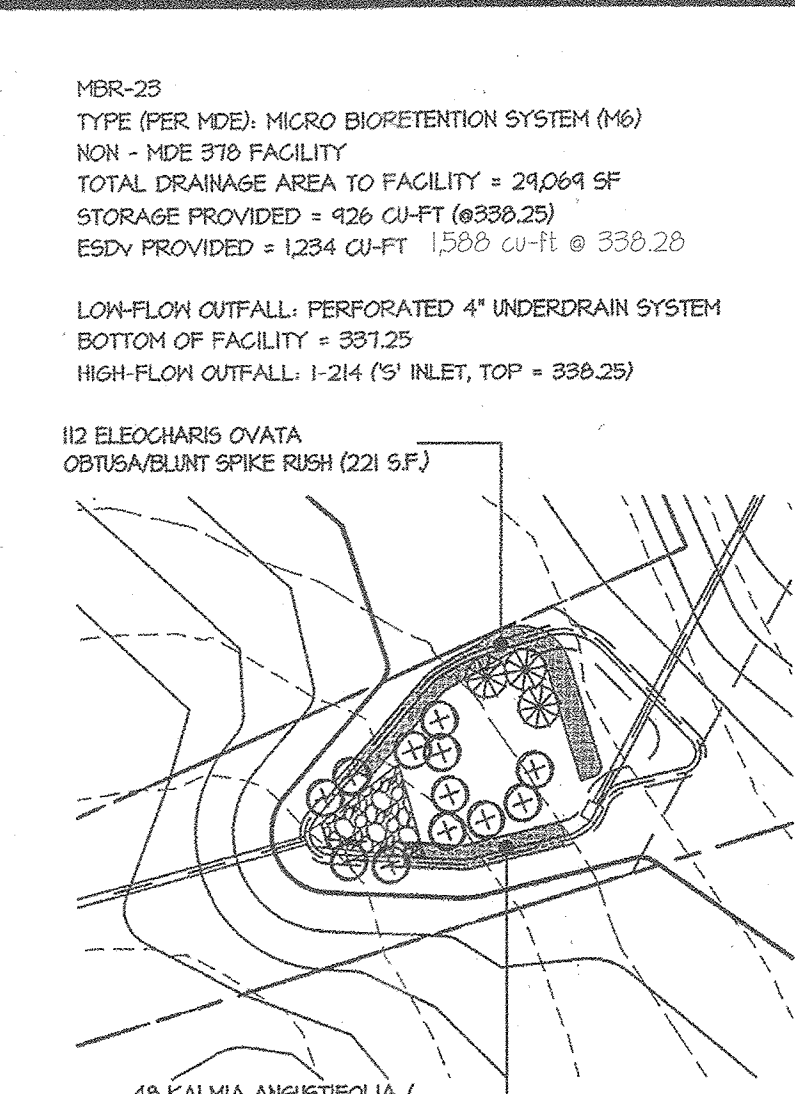 MBR-23
TYPE (PER MDE): MICRO BIORETENTION SYSTEM (M6)
NON - MDE 378 FACILITY
TOTAL DRAINAGE AREA TO FACILITY = 29,069 SF
STORAGE PROVIDED = 926 CU-FT (@338.25)
ESDv PROVIDED = 1,234 CU-FT 1,588 cu-ft @ 338.28
LOW-FLOW OUTFALL: PERFORATED 4" UNDERDRAIN SYSTEM
BOTTOM OF FACILITY = 337.25
HIGH-FLOW OUTFALL: I-214 ('S' INLET, TOP = 338.25)
112 ELEOCHARIS OVATA
OBTUSA/BLUNT SPIKE RUSH (221 S.F.)
48 KALMIA ANGUSTIFOLIA /